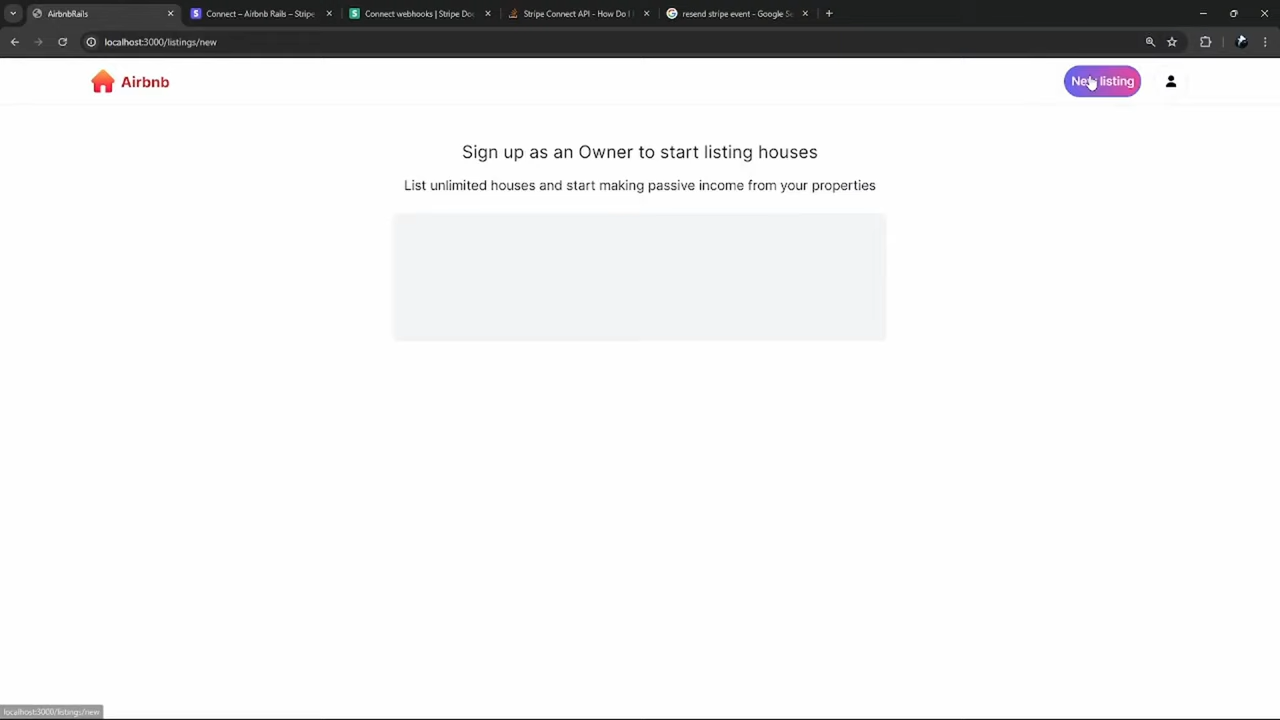 AirbnbRails
Connect – Airbnb Rails – Stripe
Connect webhooks | Stripe Do
Stripe Connect API - How Do I
resend stripe event - Google Se
localhost:3000/listings/new
Airbnb
New listing
Sign up as an Owner to start listing houses
List unlimited houses and start making passive income from your properties
localhost:3000/listings/new